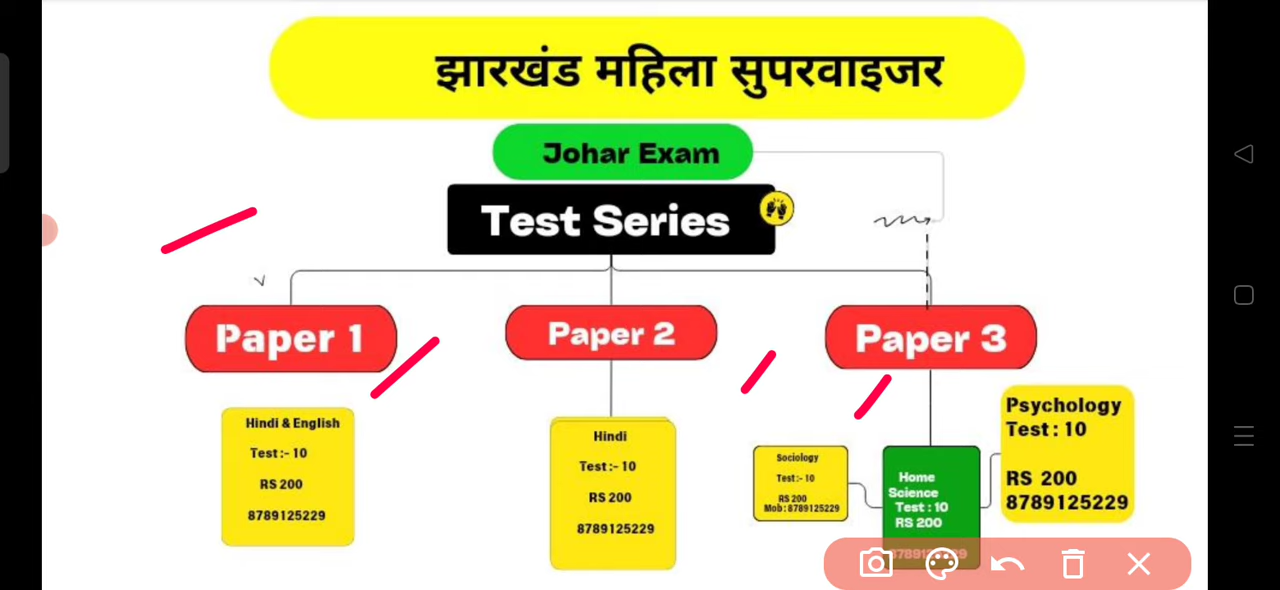 झारखंड महिला सुपरवाइजर
Johar Exam
Test Series
Paper 1
Paper 2
Paper 3
Hindi & English
Test:- 10
RS 200
8789125229
Hindi
Test:- 10
RS 200
8789125229
Sociology
Test:- 10
RS 200
Mob:8789125229
Home
Science
Test : 10
RS 200
Psychology
Test : 10
RS 200
8789125229